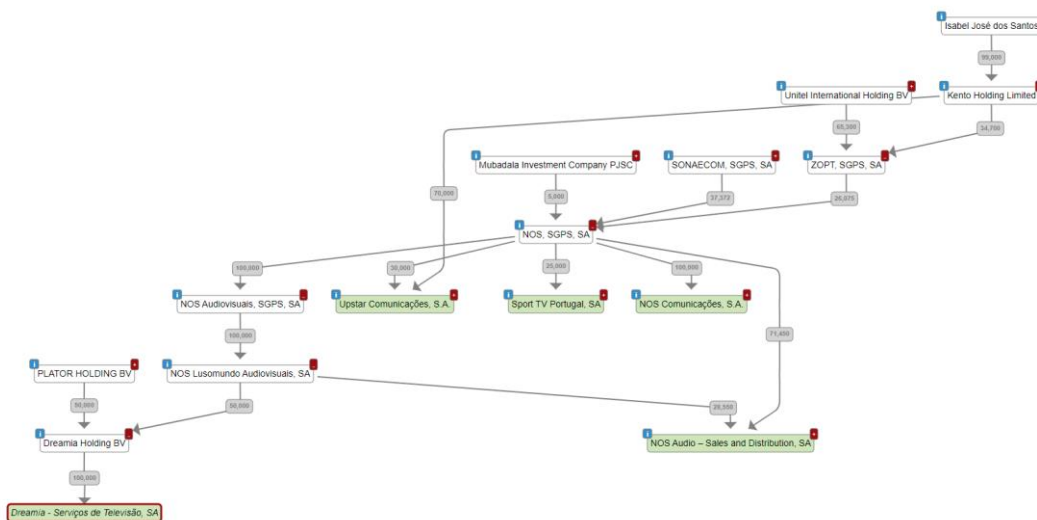 Isabel José dos Santos
99,000
Unitel International Holding BV
Kento Holding Limited
65,300
34,700
Mubadala Investment Company PJSC
SONAECOM, SGPS, SA
ZOPT, SGPS, SA
70,000
5,000
37,372
26,075
NOS, SGPS, SA
100,000
30,000
25,000
100,000
NOS Audiovisuais, SGPS, SA
Upstar Comunicações, S.A.
Sport TV Portugal, SA
NOS Comunicações, S.A.
100,000
71,450
PLATOR HOLDING BV
NOS Lusomundo Audiovisuais, SA
50,000
50,000
28,550
Dreamia Holding BV
NOS Audio – Sales and Distribution, SA
100,000
Dreamia - Serviços de Televisão, SA